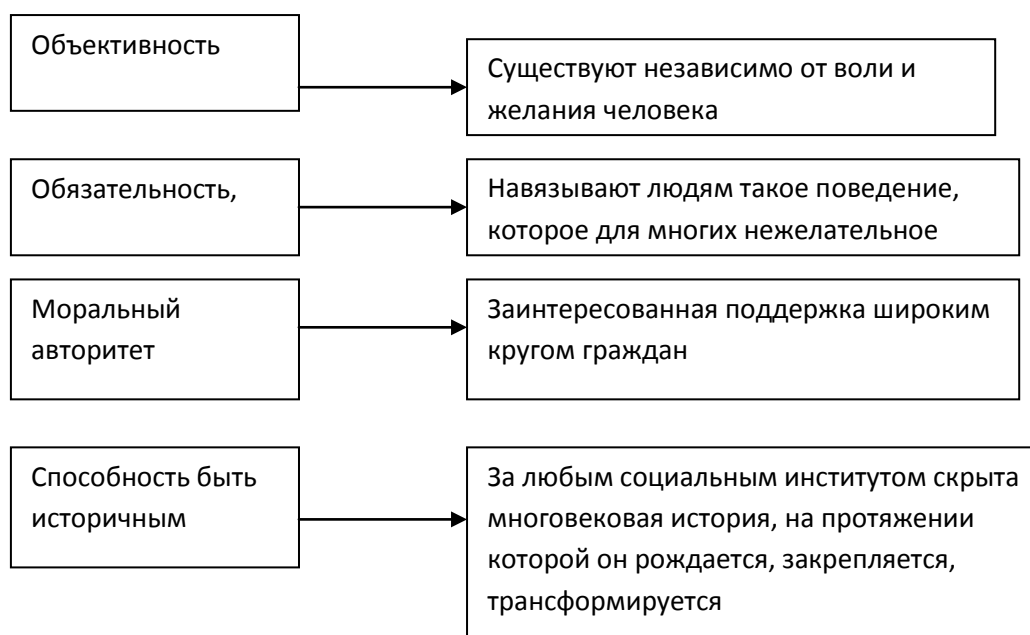 Объективность
Существуют независимо от воли и
желания человека
Обязательность,
Навязывают людям такое поведение,
которое для многих нежелательное
Моральный
авторитет
Заинтересованная поддержка широким
кругом граждан
Способность быть
историчным
За любым социальным институтом скрыта
многовековая история, на протяжении
которой он рождается, закрепляется,
трансформируется